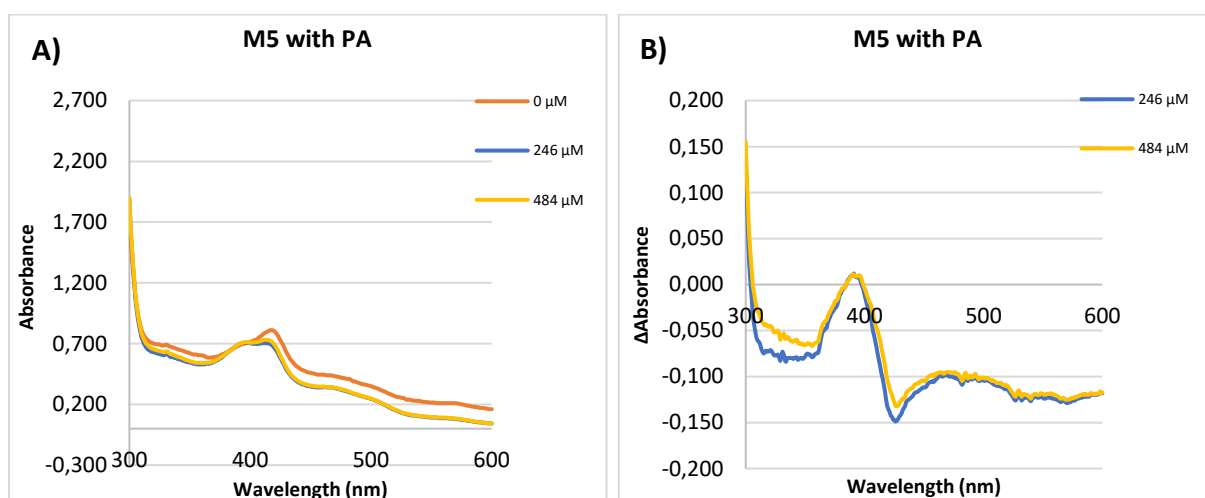 A)
M5 with PA
2,700
2,200
1,700
1,200
0,700
0,200
-0,300
300
400
500
600
Absorbance
Wavelength (nm)
0 µM
246 µM
484 µM
B)
M5 with PA
0,200
0,150
0,100
0,050
0,000
-0,050
-0,100
-0,150
-0,200
300
400
500
600
ΔAbsorbance
Wavelength (nm)
246 µM
484 µM